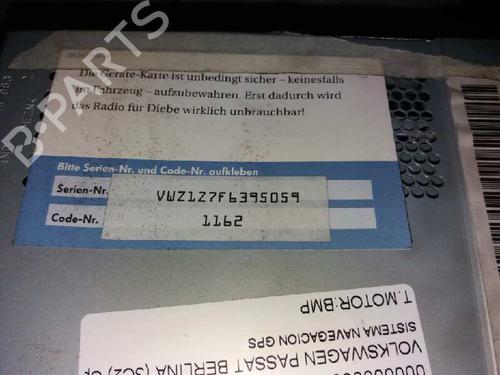 Die Geräte-Karte ist unbedingt sicher – keinesfalls
im Fahrzeug – aufzubewahren. Erst dadurch wird
das Radio für Diebe wirklich unbrauchbar!
Bitte Serien-Nr. und Code-Nr. aufkleben
Serien-Nr. VWZ1Z7F6395059
Code-Nr. 1162
B-PARTS
VOLKSWAGEN PASSAT BERLINA (3C2)
SISTEMA NAVEGACION GPS
T.MOTOR:BMP